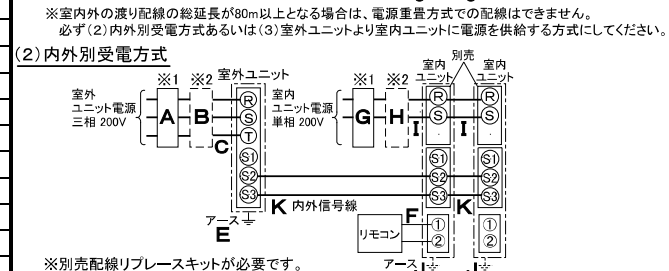 ※室内外の渡り配線の総延長が80m以上となる場合は、電源重畳方式での配線はできません。
必ず(2)内外別受電方式あるいは(3)室外ユニットより室内ユニットに電源を供給する方式にしてください。
(2)内外別受電方式
※1 ※2 室外ユニット
※1 ※2 室内ユニット 別売 室内ユニット
室外
ユニット電源
三相 200V
A B C
R
S
T
S1
S2
S3
室内
ユニット電源
単相 200V
G H I I
R
S
S1
S2
S3
R
S
S1
S2
S3
K 内外信号線 K
アース
E
リモコン F
①
②
①
②
アース
※別売配線リプレースキットが必要です。